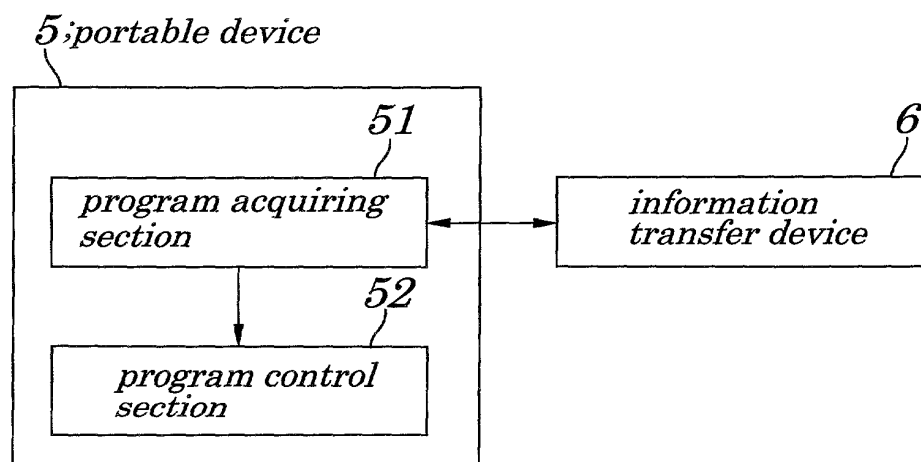 5;portable device
51
program acquiring
section
6
information
transfer device
52
program control
section